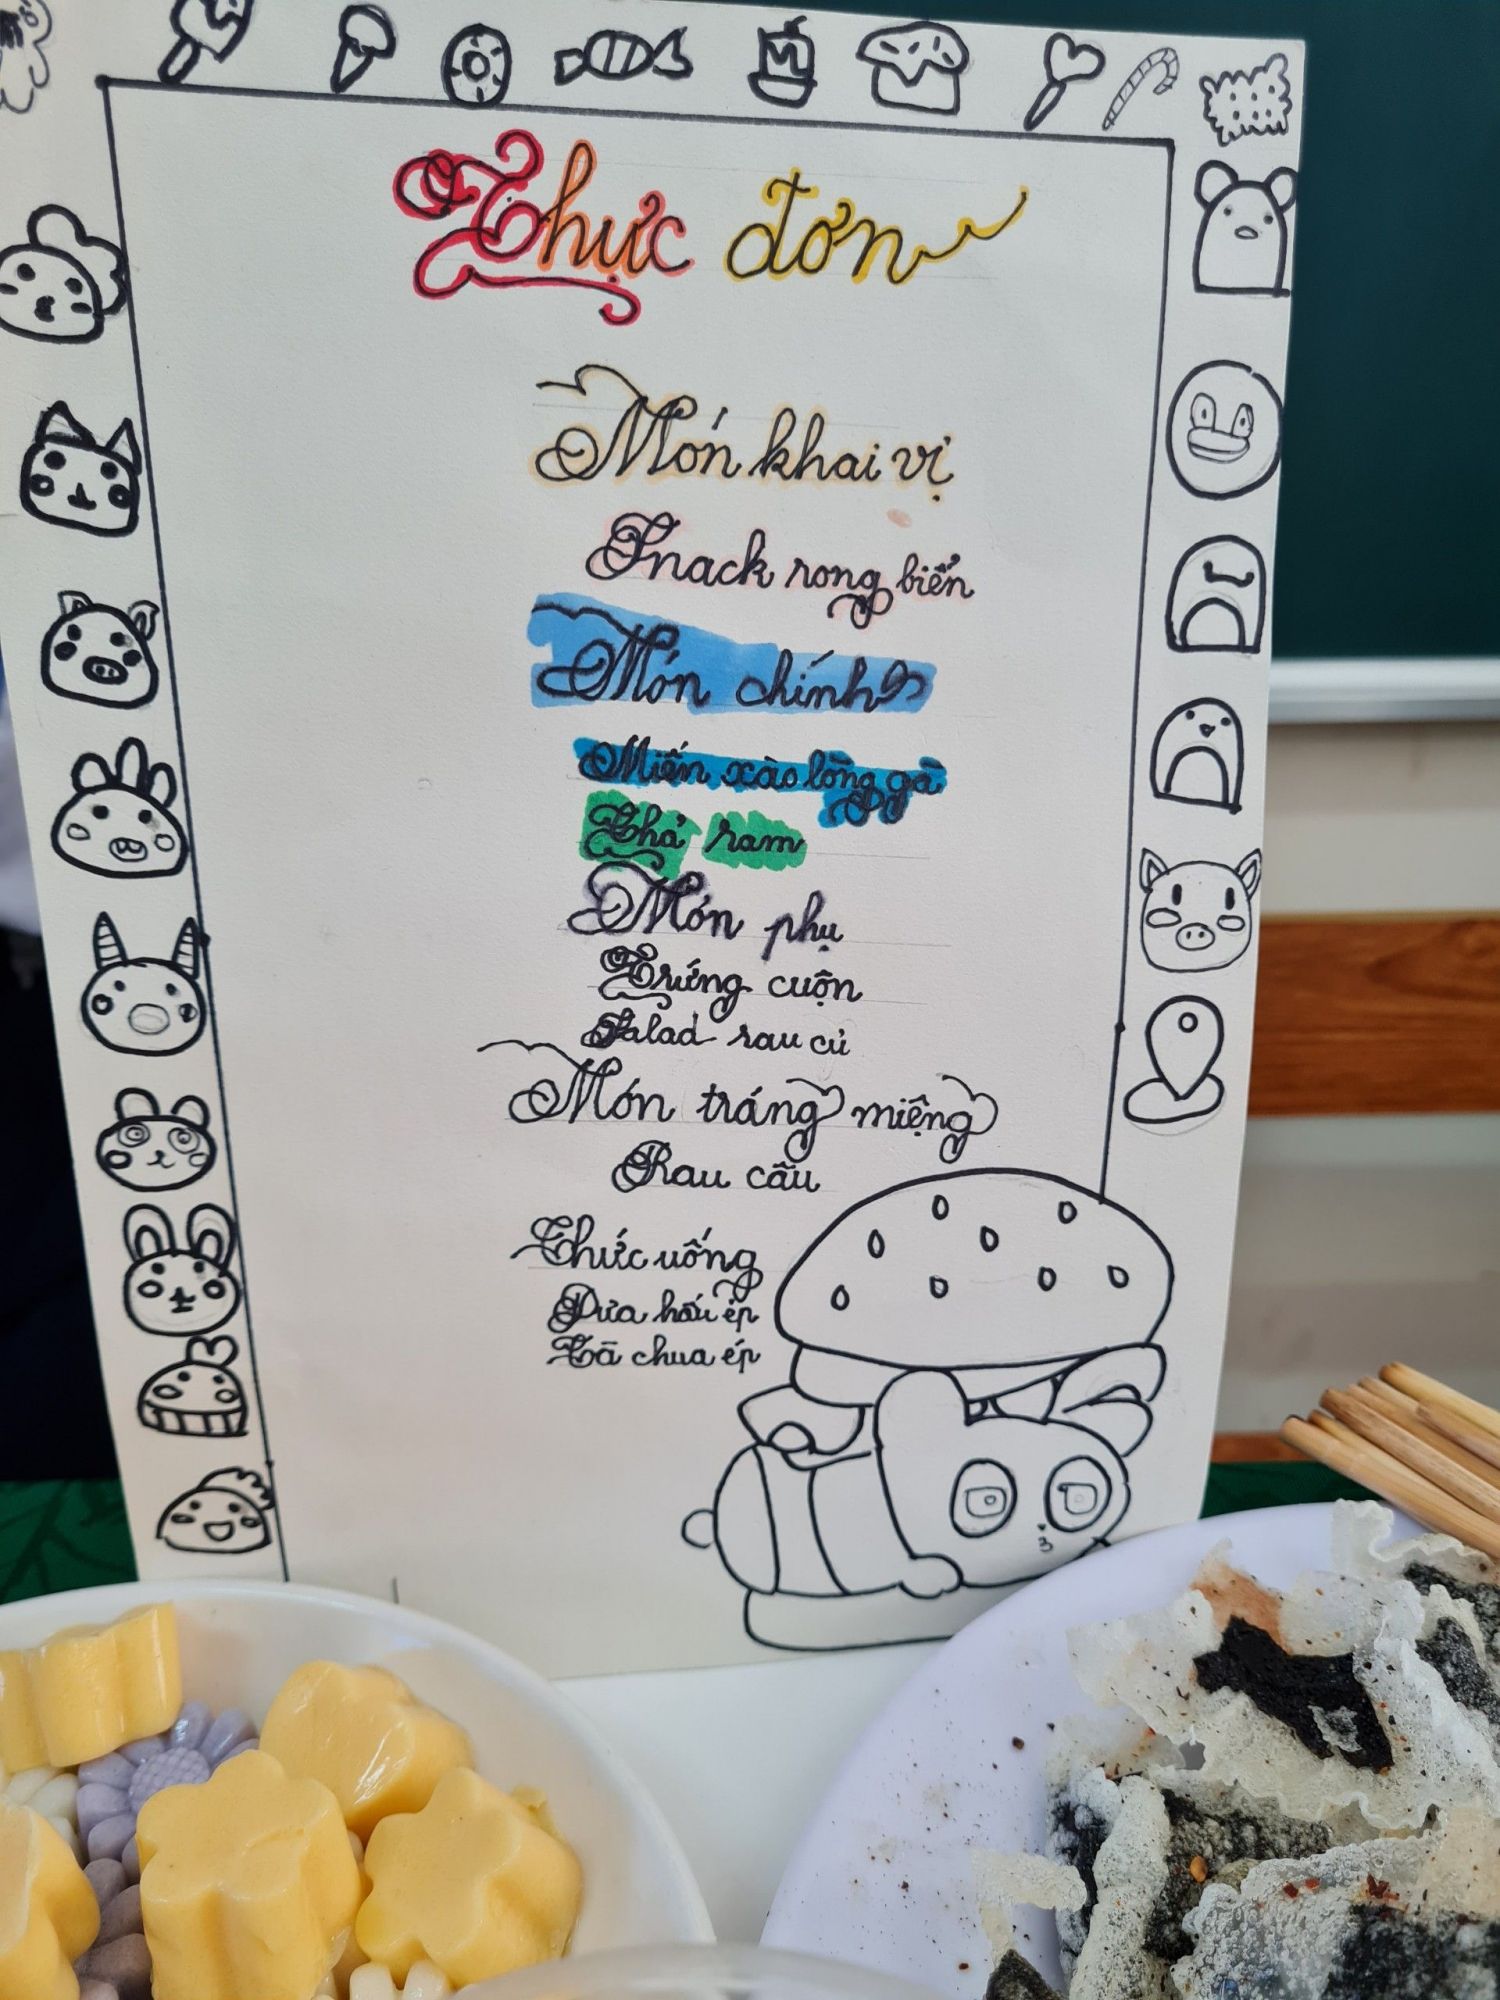 Thực đơn
Món khai vị
Snack rong biển
Món chính
Miến xào lòng gà
Chả ram
Món phụ
Trứng cuộn
Salad rau củ
Món tráng miệng
Rau câu
Thức uống
Dưa hấu ép
Cà chua ép